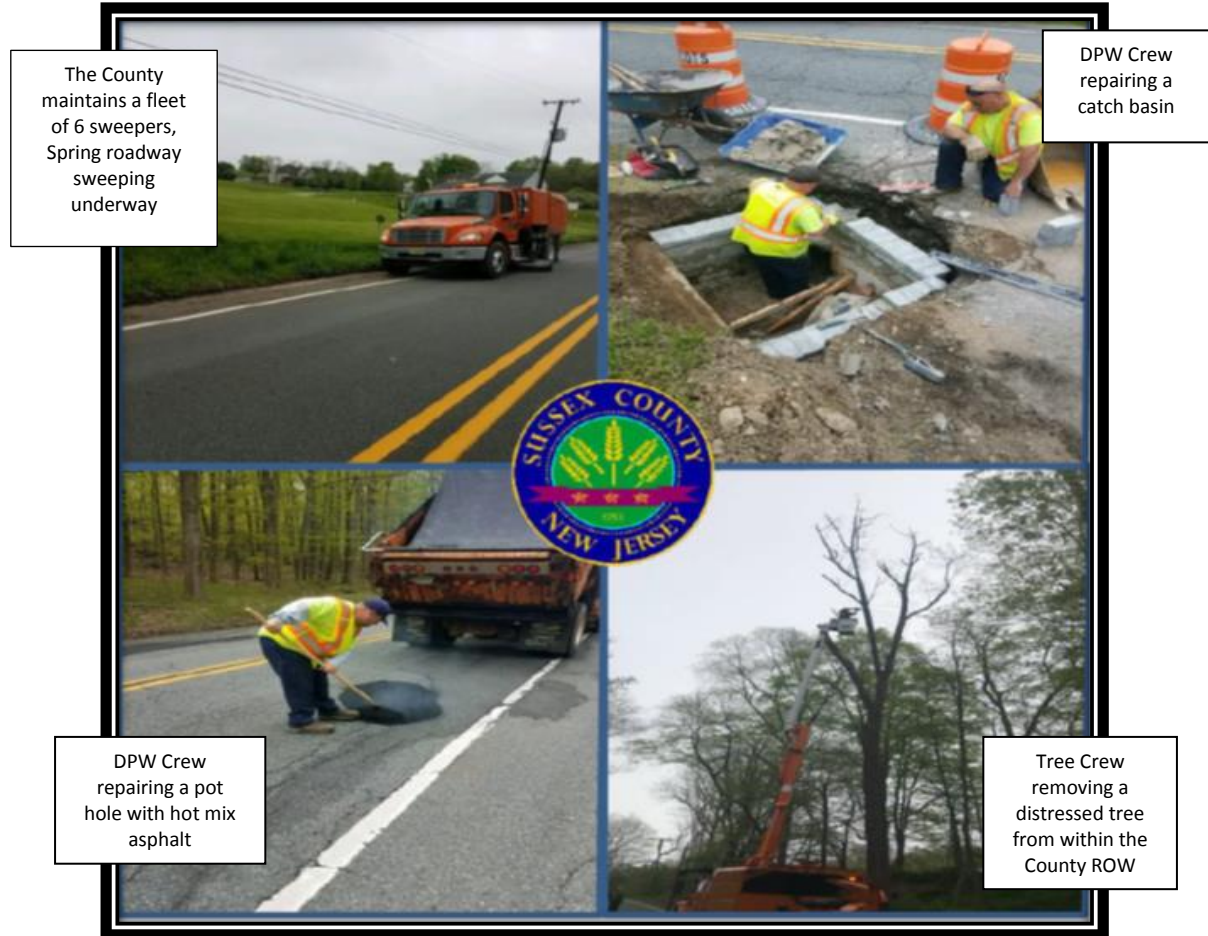 The County
maintains a fleet
of 6 sweepers,
Spring roadway
sweeping
underway
DPW Crew
repairing a
catch basin
SUSSEX COUNTY
NEW JERSEY
DPW Crew
repairing a pot
hole with hot mix
asphalt
Tree Crew
removing a
distressed tree
from within the
County ROW